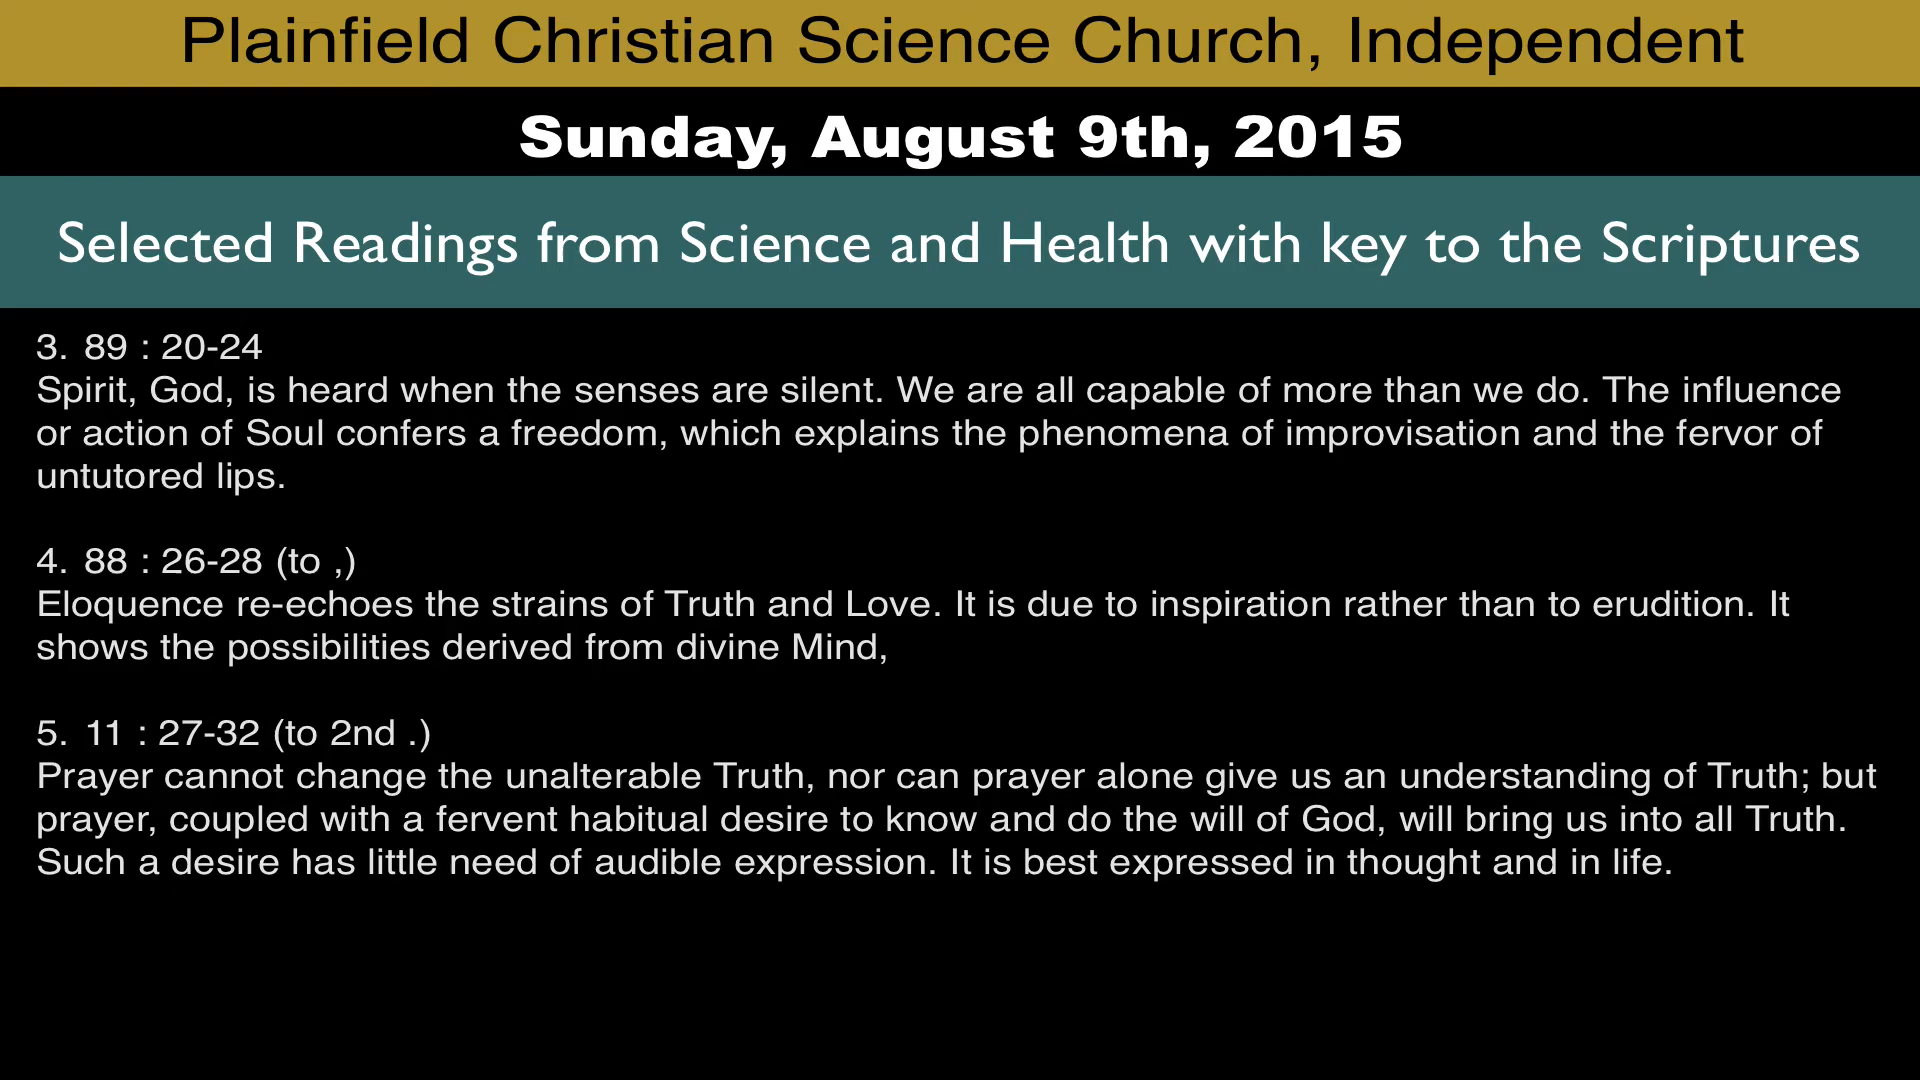 Plainfield Christian Science Church, Independent
Sunday, August 9th, 2015
Selected Readings from Science and Health with key to the Scriptures
3. 89 : 20-24
Spirit, God, is heard when the senses are silent. We are all capable of more than we do. The influence
or action of Soul confers a freedom, which explains the phenomena of improvisation and the fervor of
untutored lips.
4. 88 : 26-28 (to ,)
Eloquence re-echoes the strains of Truth and Love. It is due to inspiration rather than to erudition. It
shows the possibilities derived from divine Mind,
5. 11 : 27-32 (to 2nd .)
Prayer cannot change the unalterable Truth, nor can prayer alone give us an understanding of Truth; but
prayer, coupled with a fervent habitual desire to know and do the will of God, will bring us into all Truth.
Such a desire has little need of audible expression. It is best expressed in thought and in life.